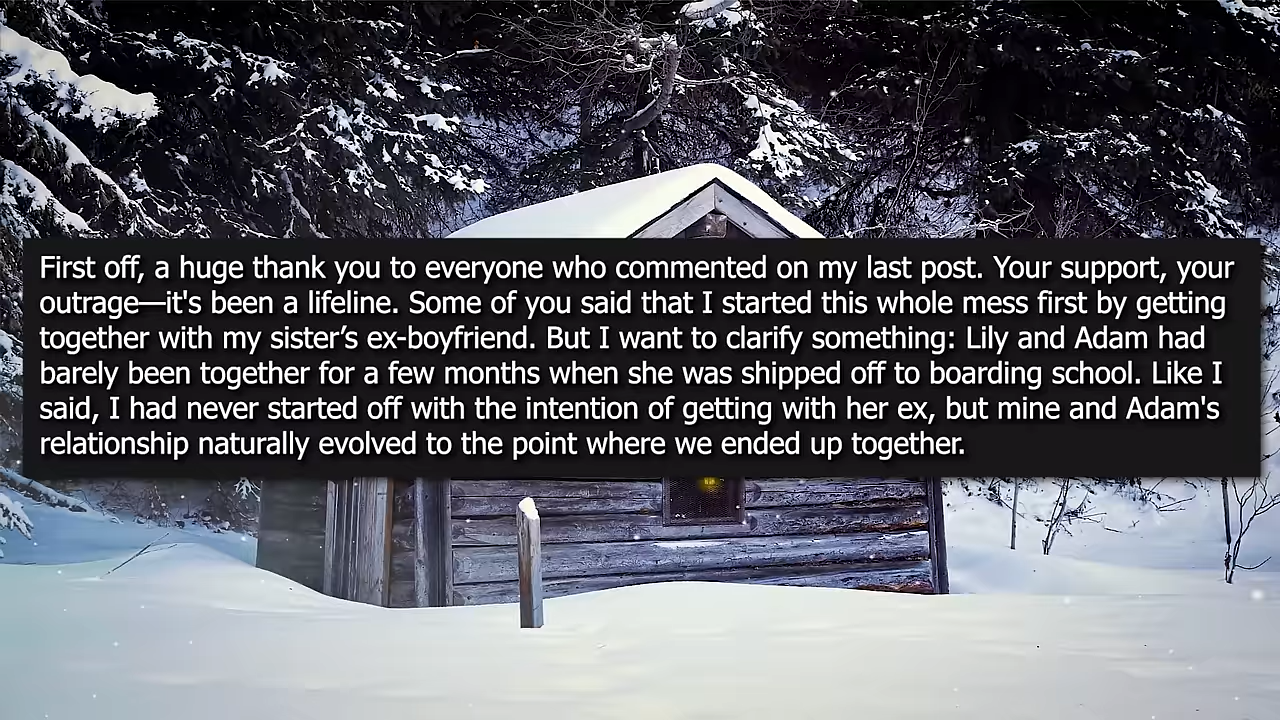 First off, a huge thank you to everyone who commented on my last post. Your support, your
outrage—it's been a lifeline. Some of you said that I started this whole mess first by getting
together with my sister’s ex-boyfriend. But I want to clarify something: Lily and Adam had
barely been together for a few months when she was shipped off to boarding school. Like I
said, I had never started off with the intention of getting with her ex, but mine and Adam's
relationship naturally evolved to the point where we ended up together.